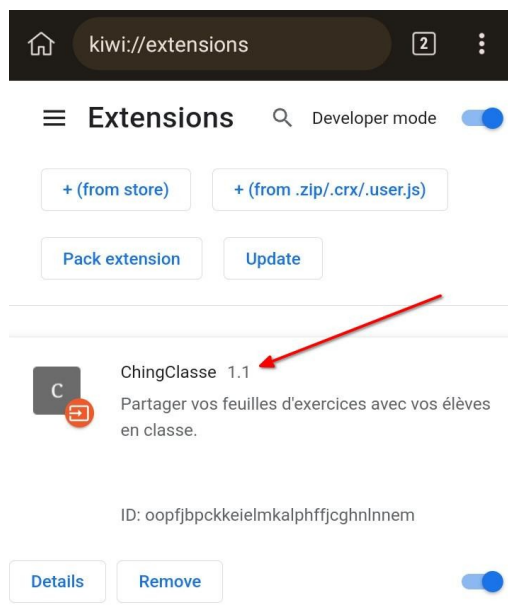 kiwi://extensions
2
Extensions
Developer mode
+ (from store)
+ (from .zip/.crx/.user.js)
Pack extension
Update
C
ChingClasse 1.1
Partager vos feuilles d'exercices avec vos élèves
en classe.
ID: oopfjbpckkeielmkalphffjcghnlnnem
Details
Remove